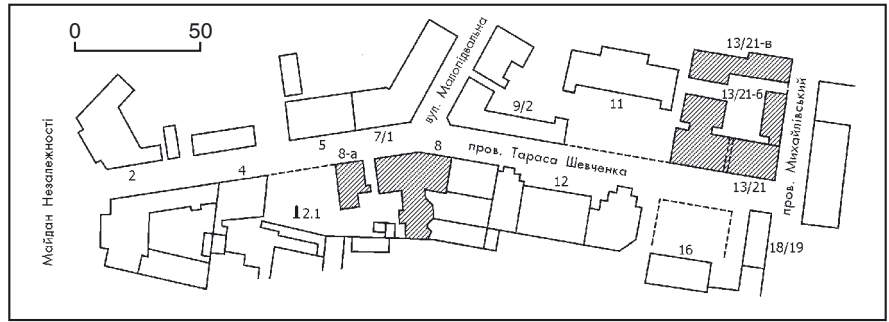 0 50
13/21-в
вул. Малопідвальна
13/21-б
9/2
11
пров. Михайлівський
5
7/1
8-а
8
пров. Тараса Шевченка
Майдан Незалежності
2
4
12
13/21
2.1
16
18/19